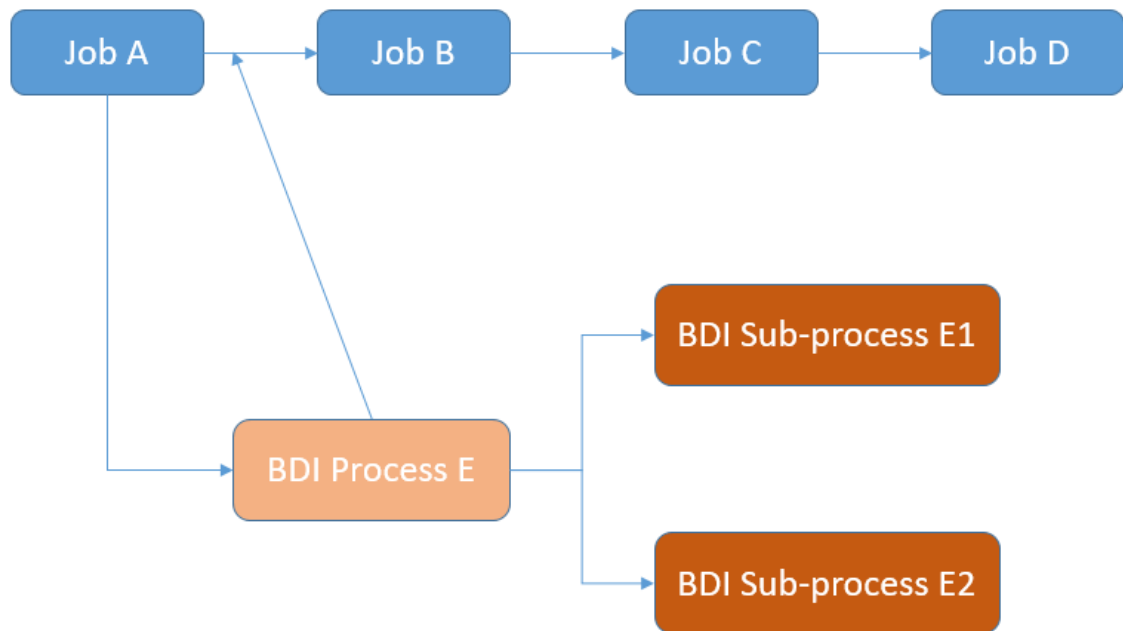 Job A
Job B
Job C
Job D
BDI Sub-process E1
BDI Process E
BDI Sub-process E2